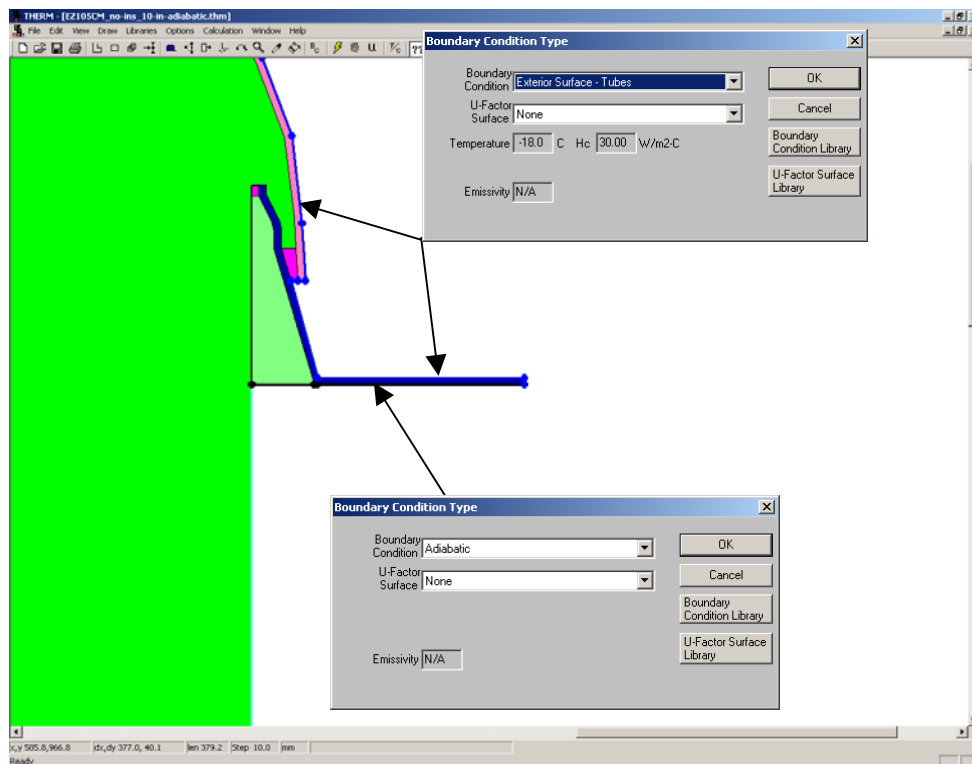 THERM - [EZ105CM_no-ins_10-in-adiabatic.thm]
File Edit View Draw Libraries Options Calculation Window Help
Boundary Condition Type
Boundary Condition Exterior Surface - Tubes
OK
U-Factor Surface None
Cancel
Temperature -18.0 C Hc 30.00 W/m2-C
Boundary Condition Library
Emissivity N/A
U-Factor Surface Library
Boundary Condition Type
Boundary Condition Adiabatic
OK
U-Factor Surface None
Cancel
Boundary Condition Library
Emissivity N/A
U-Factor Surface Library
x,y 585.8,966.8 dx,dy 377.0, 40.1 len 379.2 Step 10.0 mm
Ready